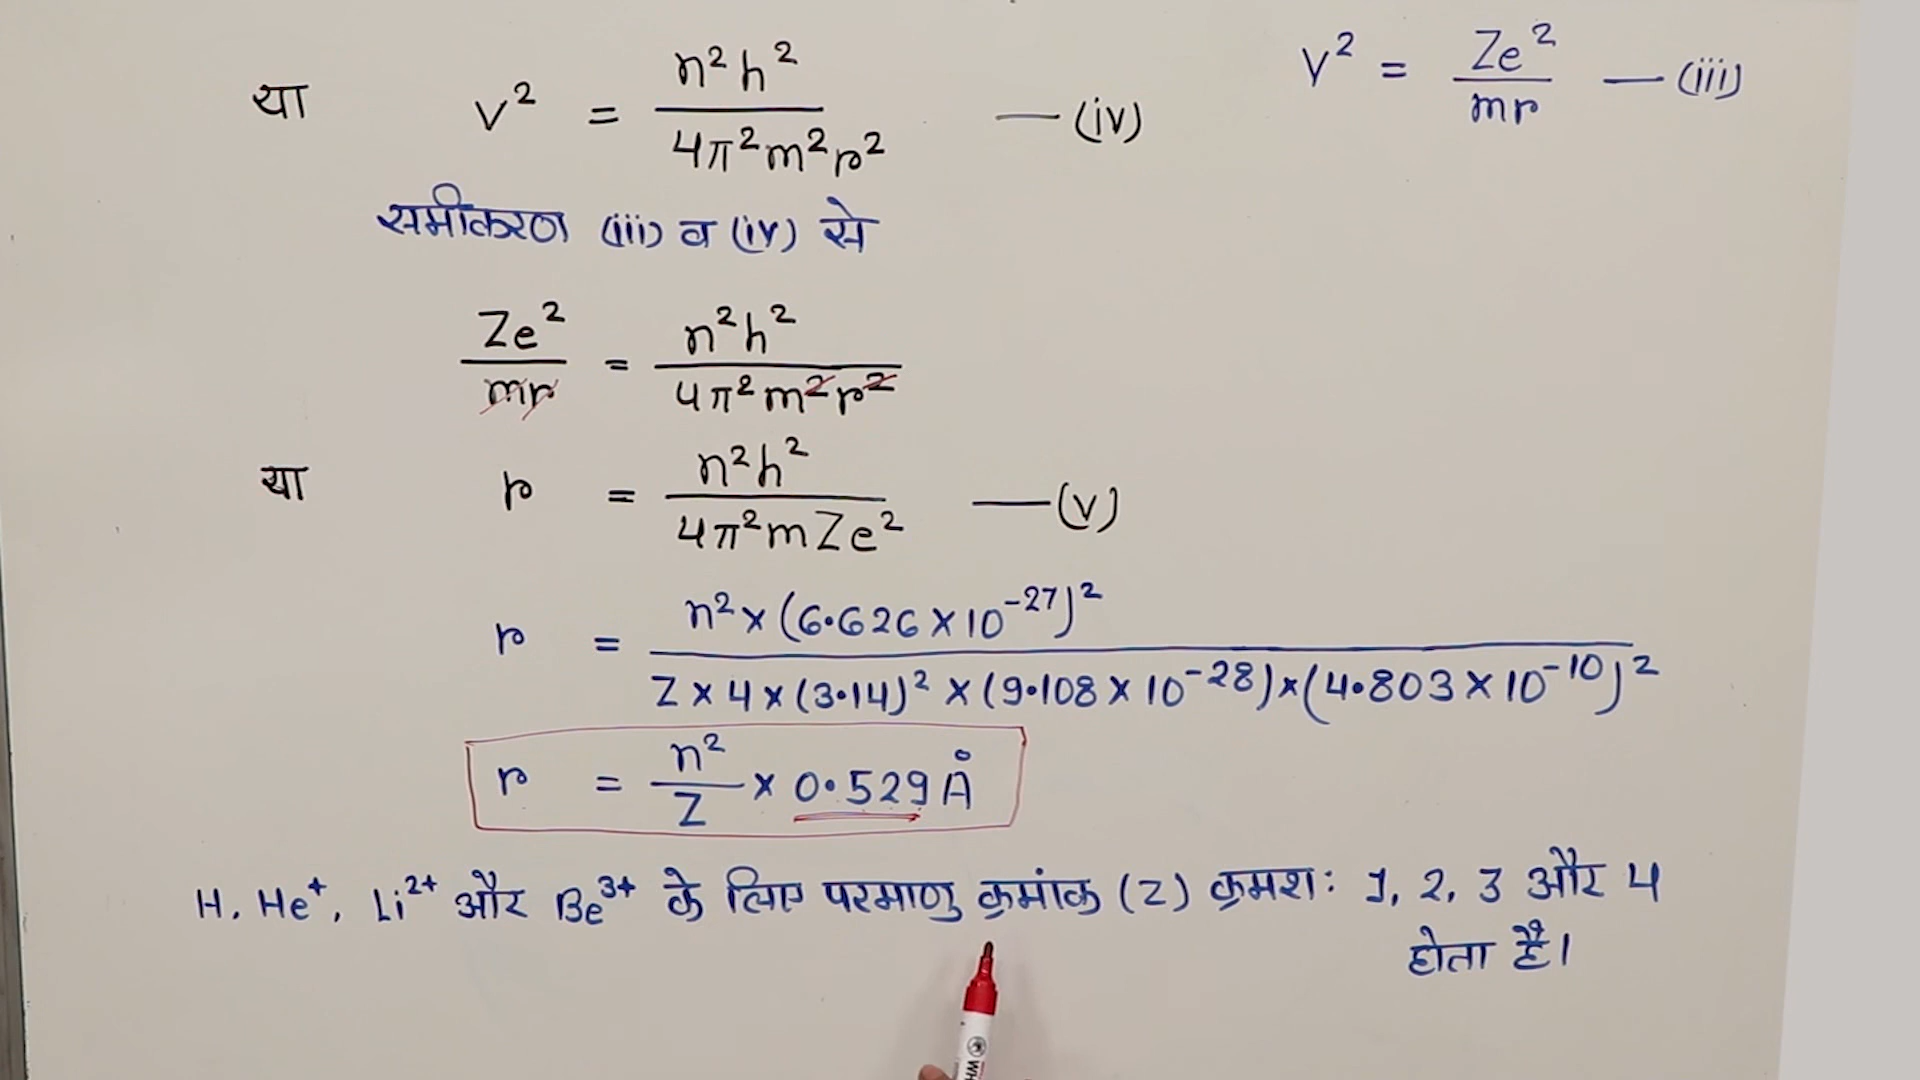 या v² = n²h² / 4π²m²r² —(iv)
v² = Ze² / mr —(iii)
समीकरण (iii) व (iv) से
Ze² / mr = n²h² / 4π²m²r²
या r = n²h² / 4π²mZe² —(v)
r = n² × (6.626 × 10⁻²⁷)² / Z × 4 × (3.14)² × (9.108 × 10⁻²⁸) × (4.803 × 10⁻¹⁰)²
r = n² / Z × 0.529 Å
H, He⁺, Li²⁺ और Be³⁺ के लिए परमाणु क्रमांक (Z) क्रमशः 1, 2, 3 और 4
होता है।